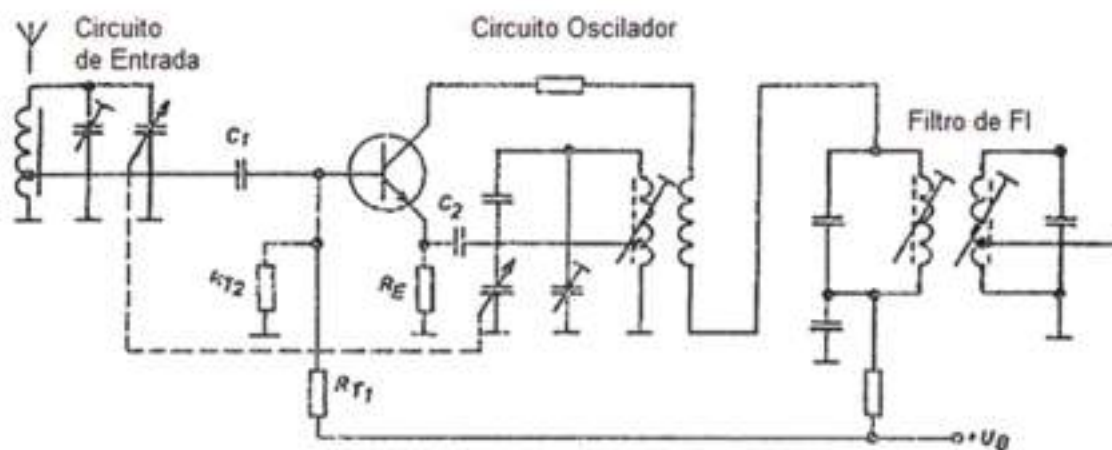 Circuito
de Entrada
Circuito Oscilador
Filtro de FI
C1
C2
RT2
RE
RT1
+UB